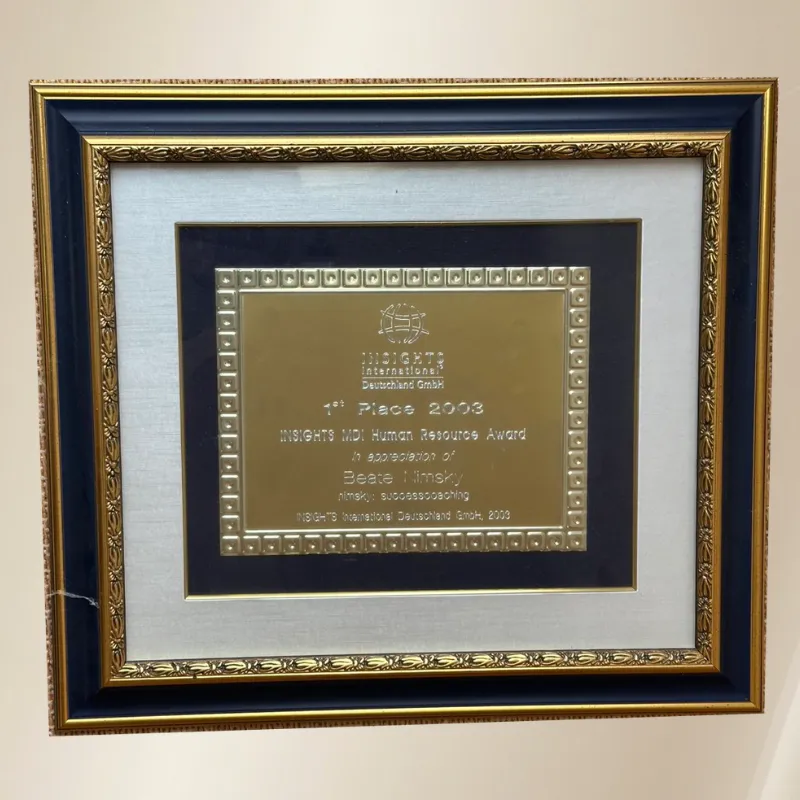 INSIGHTS
International®
Deutschland GmbH
1st Place 2003
INSIGHTS MDI Human Resource Award
in appreciation of
Beate Nimsky
nimsky: successcoaching
INSIGHTS International Deutschland GmbH, 2003